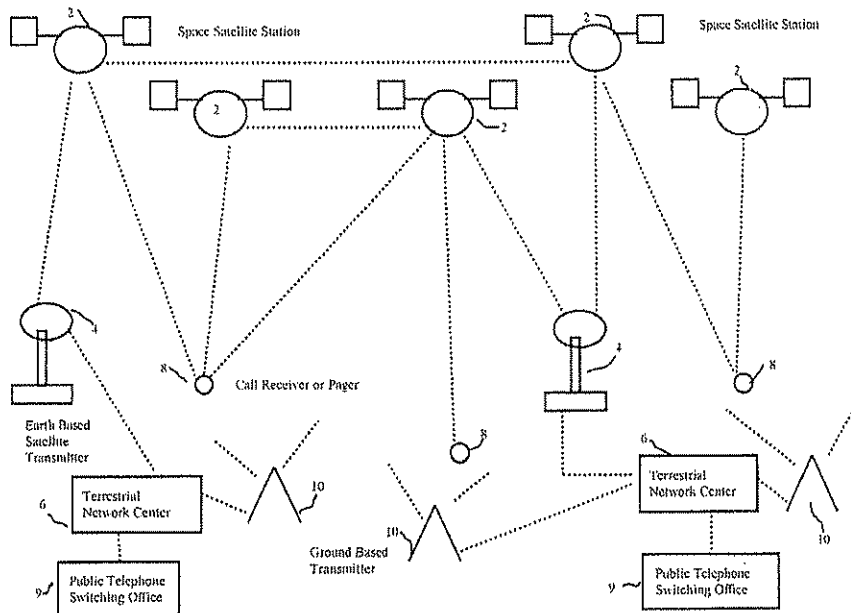 2
Space Satellite Station
2
Space Satellite Station
2
2
2
4
4
8
Call Receiver or Pager
8
Earth Based
Satellite
Transmitter
8
6
6
Terrestrial
Network Center
10
Terrestrial
Network Center
10
10
Ground Based
Transmitter
9
Public Telephone
Switching Office
9
Public Telephone
Switching Office